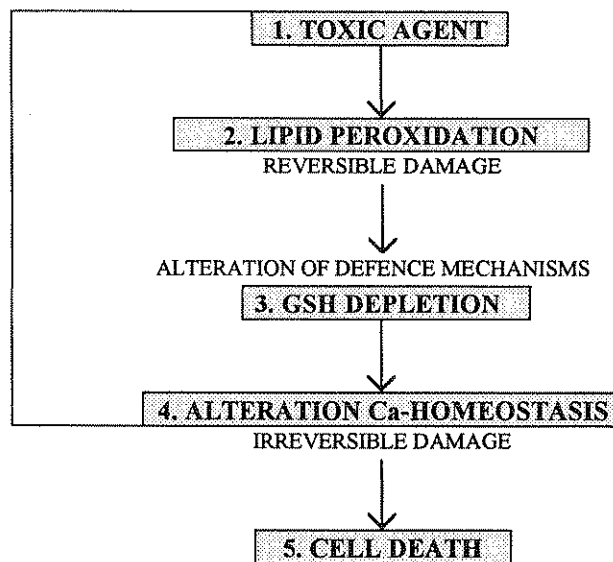 1. TOXIC AGENT
2. LIPID PEROXIDATION
REVERSIBLE DAMAGE
ALTERATION OF DEFENCE MECHANISMS
3. GSH DEPLETION
4. ALTERATION Ca-HOMEOSTASIS
IRREVERSIBLE DAMAGE
5. CELL DEATH